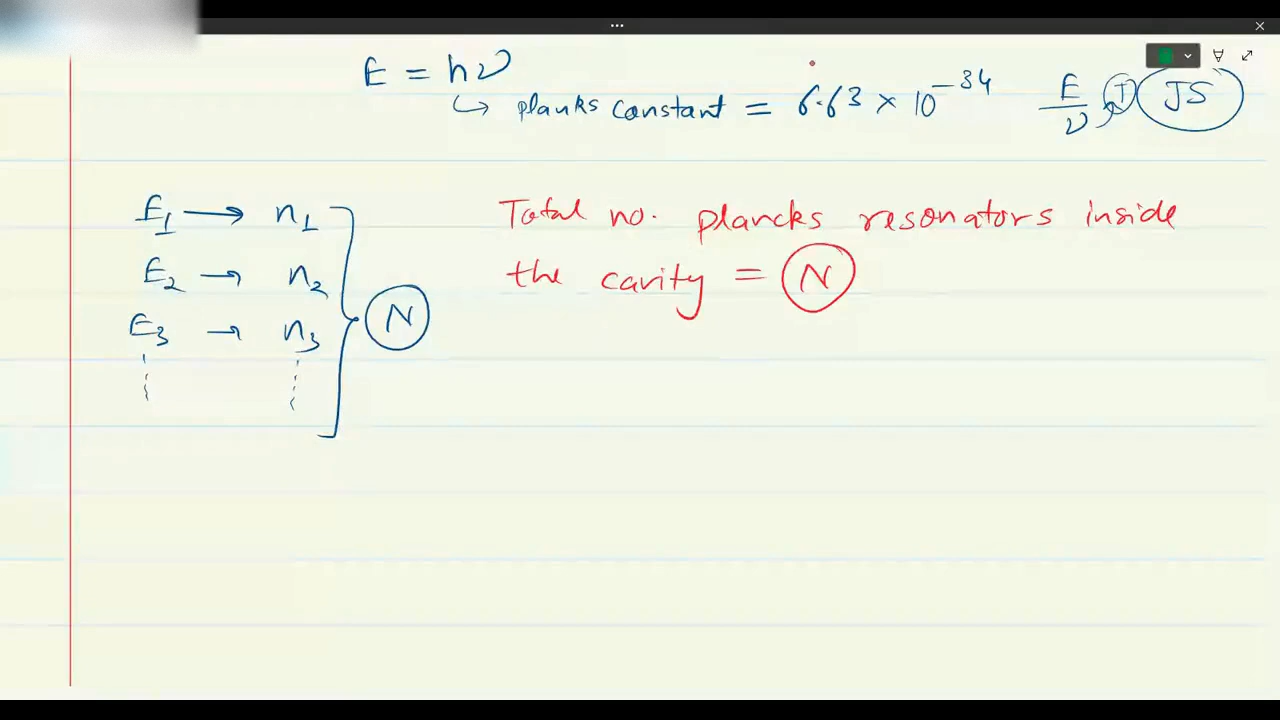 E = hν
↳ planks constant = 6.63 × 10⁻³⁴ E/ν JS
E₁ → n₁
E₂ → n₂
E₃ → n₃
N
Total no. plancks resonators inside
the cavity = N